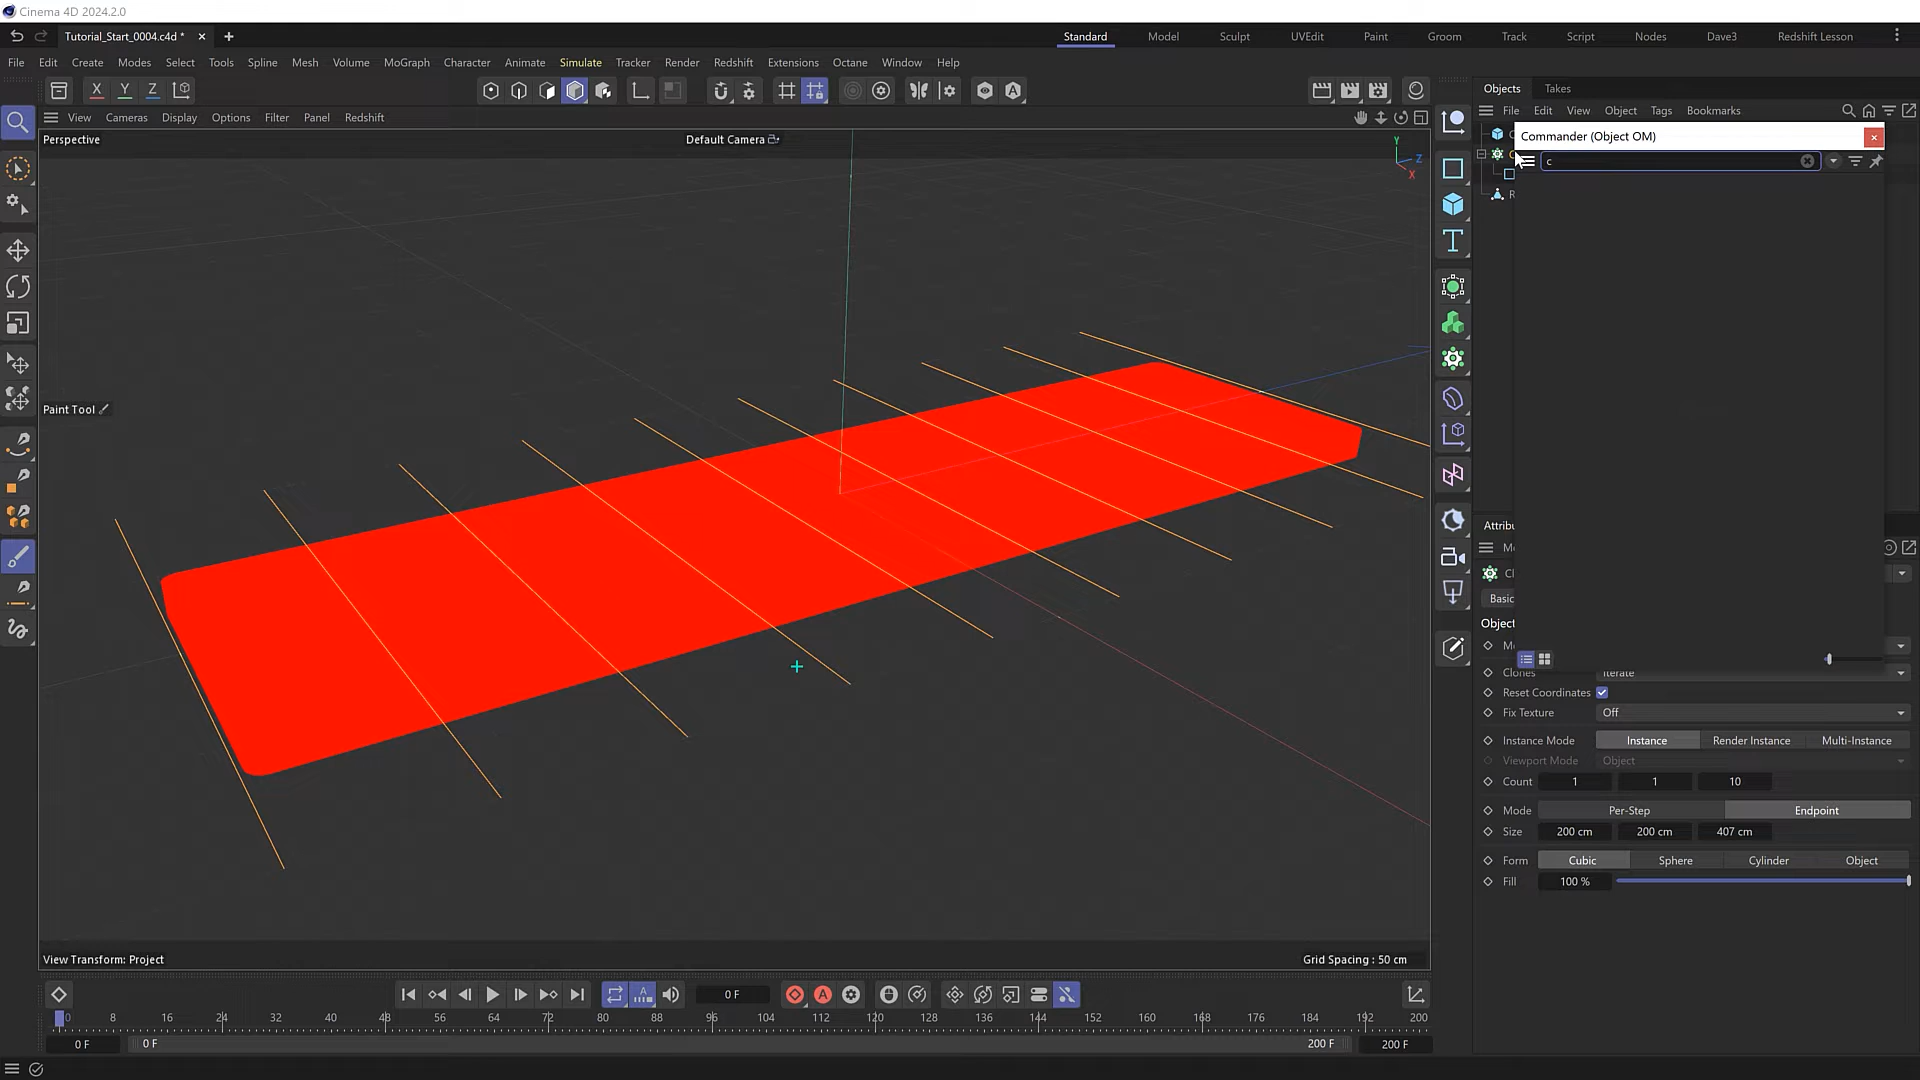 Cinema 4D 2024.2.0
Tutorial_Start_0004.c4d *
Standard Model Sculpt UVEdit Paint Groom Track Script Nodes Dave3 Redshift Lesson
File Edit Create Modes Select Tools Spline Mesh Volume MoGraph Character Animate Simulate Tracker Render Redshift Extensions Octane Window Help
X Y Z
Objects Takes
File Edit View Object Tags Bookmarks
View Cameras Display Options Filter Panel Redshift
Perspective
Default Camera
Y
Z
X
Commander (Object OM)
c
R
Paint Tool
Attribu
Mo
Cl
Basic
Object
Mo
Clones Iterate
Reset Coordinates
Fix Texture Off
Instance Mode Instance Render Instance Multi-Instance
Viewport Mode Object
Count 1 1 10
Mode Per-Step Endpoint
Size 200 cm 200 cm 407 cm
Form Cubic Sphere Cylinder Object
Fill 100 %
View Transform: Project
Grid Spacing : 50 cm
0 F
0 8 16 24 32 40 48 56 64 72 80 88 96 104 112 120 128 136 144 152 160 168 176 184 192 200
0 F 0 F 200 F 200 F